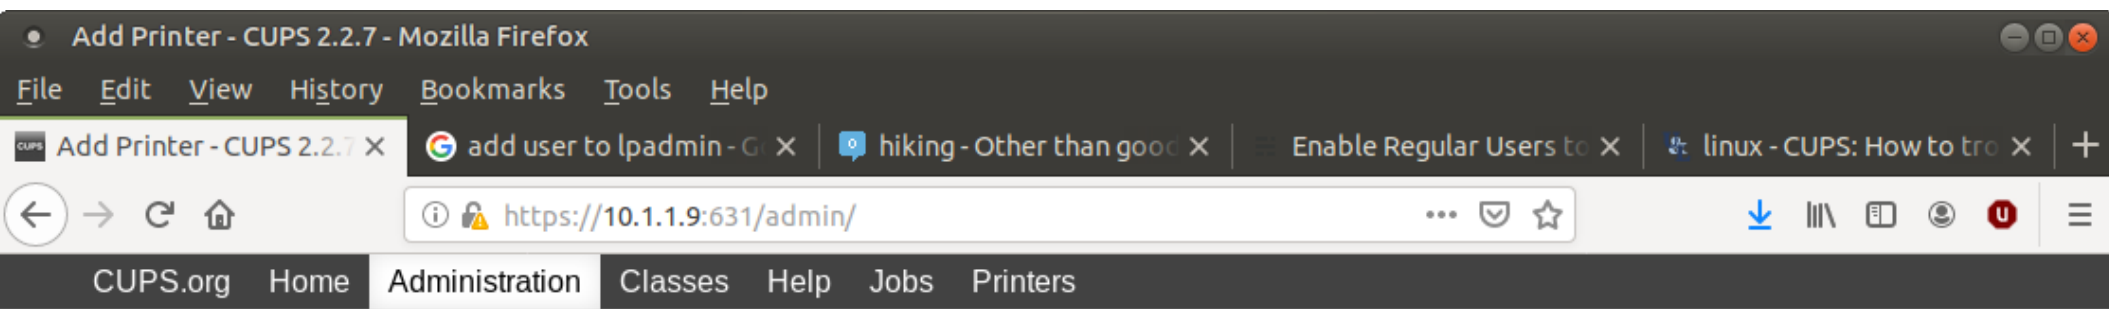 Add Printer - CUPS 2.2.7 - Mozilla Firefox
File Edit View History Bookmarks Tools Help
CUPS Add Printer - CUPS 2.2.7 add user to lpadmin - Go hiking - Other than good Enable Regular Users to linux - CUPS: How to tro
https://10.1.1.9:631/admin/
CUPS.org Home Administration Classes Help Jobs Printers